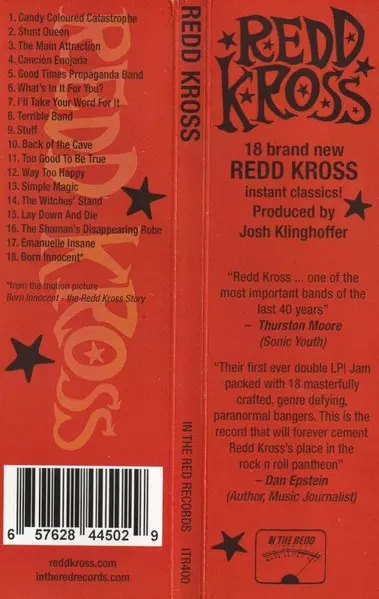 REDD KROSS
1. Candy Coloured Catastrophe
2. Stunt Queen
3. The Main Attraction
4. Canción Enojada
5. Good Times Propaganda Band
6. What's In It For You?
7. I'll Take Your Word For It
8. Terrible Band
9. Stuff
10. Back of the Cave
11. Too Good To Be True
12. Way Too Happy
13. Simple Magic
14. The Witches' Stand
15. Lay Down And Die
16. The Shaman's Disappearing Robe
17. Emanuelle Insane
18. Born Innocent*
*from the motion picture
Born Innocent - the Redd Kross Story
6 57628 44502 9
reddkross.com
intheredrecords.com
REDD KROSS
IN THE RED RECORDS
ITR400
REDD
KROSS
18 brand new
REDD KROSS
instant classics!
Produced by
Josh Klinghoffer
"Redd Kross ... one of the
most important bands of the
last 40 years"
– Thurston Moore
(Sonic Youth)
"Their first ever double LP! Jam
packed with 18 masterfully
crafted, genre defying,
paranormal bangers. This is the
record that will forever cement
Redd Kross's place in the
rock n roll pantheon"
– Dan Epstein
(Author, Music Journalist)
IN THE REDD